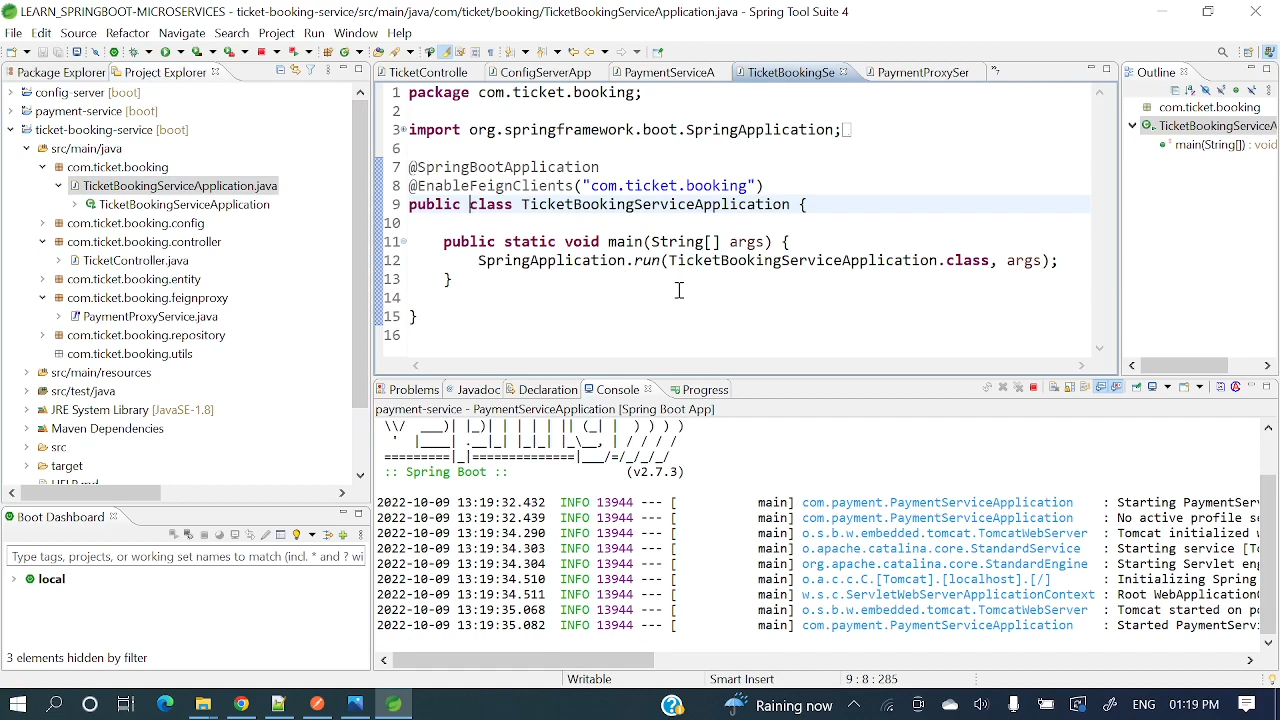 LEARN_SPRINGBOOT-MICROSERVICES - ticket-booking-service/src/main/java/com/ticket/booking/TicketBookingServiceApplication.java - Spring Tool Suite 4
File Edit Source Refactor Navigate Search Project Run Window Help
Package Explorer Project Explorer
config-server [boot]
payment-service [boot]
ticket-booking-service [boot]
src/main/java
com.ticket.booking
TicketBookingServiceApplication.java
TicketBookingServiceApplication
com.ticket.booking.config
com.ticket.booking.controller
TicketController.java
com.ticket.booking.entity
com.ticket.booking.feignproxy
PaymentProxyService.java
com.ticket.booking.repository
com.ticket.booking.utils
src/main/resources
src/test/java
JRE System Library [JavaSE-1.8]
Maven Dependencies
src
target
HELP.md
Boot Dashboard
Type tags, projects, or working set names to match (incl. * and ? wi
local
3 elements hidden by filter
TicketControlle ConfigServerApp PaymentServiceA TicketBookingSe PaymentProxySer
1 package com.ticket.booking;
2
3 import org.springframework.boot.SpringApplication;
6
7 @SpringBootApplication
8 @EnableFeignClients("com.ticket.booking")
9 public class TicketBookingServiceApplication {
10
11 public static void main(String[] args) {
12 SpringApplication.run(TicketBookingServiceApplication.class, args);
13 }
14
15 }
16
Outline
com.ticket.booking
TicketBookingServiceA
main(String[]) : void
Problems Javadoc Declaration Console Progress
payment-service - PaymentServiceApplication [Spring Boot App]
:: Spring Boot :: (v2.7.3)
2022-10-09 13:19:32.432 INFO 13944 --- [ main] com.payment.PaymentServiceApplication : Starting PaymentSer
2022-10-09 13:19:32.439 INFO 13944 --- [ main] com.payment.PaymentServiceApplication : No active profile se
2022-10-09 13:19:34.290 INFO 13944 --- [ main] o.s.b.w.embedded.tomcat.TomcatWebServer : Tomcat initialized w
2022-10-09 13:19:34.303 INFO 13944 --- [ main] o.apache.catalina.core.StandardService : Starting service [To
2022-10-09 13:19:34.304 INFO 13944 --- [ main] org.apache.catalina.core.StandardEngine : Starting Servlet eng
2022-10-09 13:19:34.510 INFO 13944 --- [ main] o.a.c.c.C.[Tomcat].[localhost].[/] : Initializing Spring
2022-10-09 13:19:34.511 INFO 13944 --- [ main] w.s.c.ServletWebServerApplicationContext : Root WebApplication
2022-10-09 13:19:35.068 INFO 13944 --- [ main] o.s.b.w.embedded.tomcat.TomcatWebServer : Tomcat started on po
2022-10-09 13:19:35.082 INFO 13944 --- [ main] com.payment.PaymentServiceApplication : Started PaymentServ
Writable Smart Insert 9 : 8 : 285
Raining now 01:19 PM